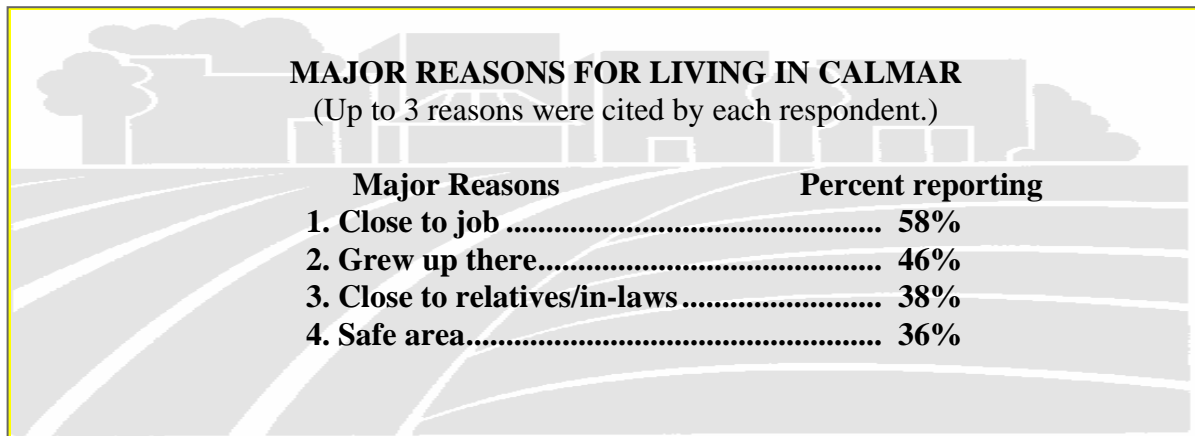 MAJOR REASONS FOR LIVING IN CALMAR
(Up to 3 reasons were cited by each respondent.)
Major Reasons Percent reporting
1. Close to job ............................................... 58%
2. Grew up there........................................... 46%
3. Close to relatives/in-laws ......................... 38%
4. Safe area.................................................... 36%